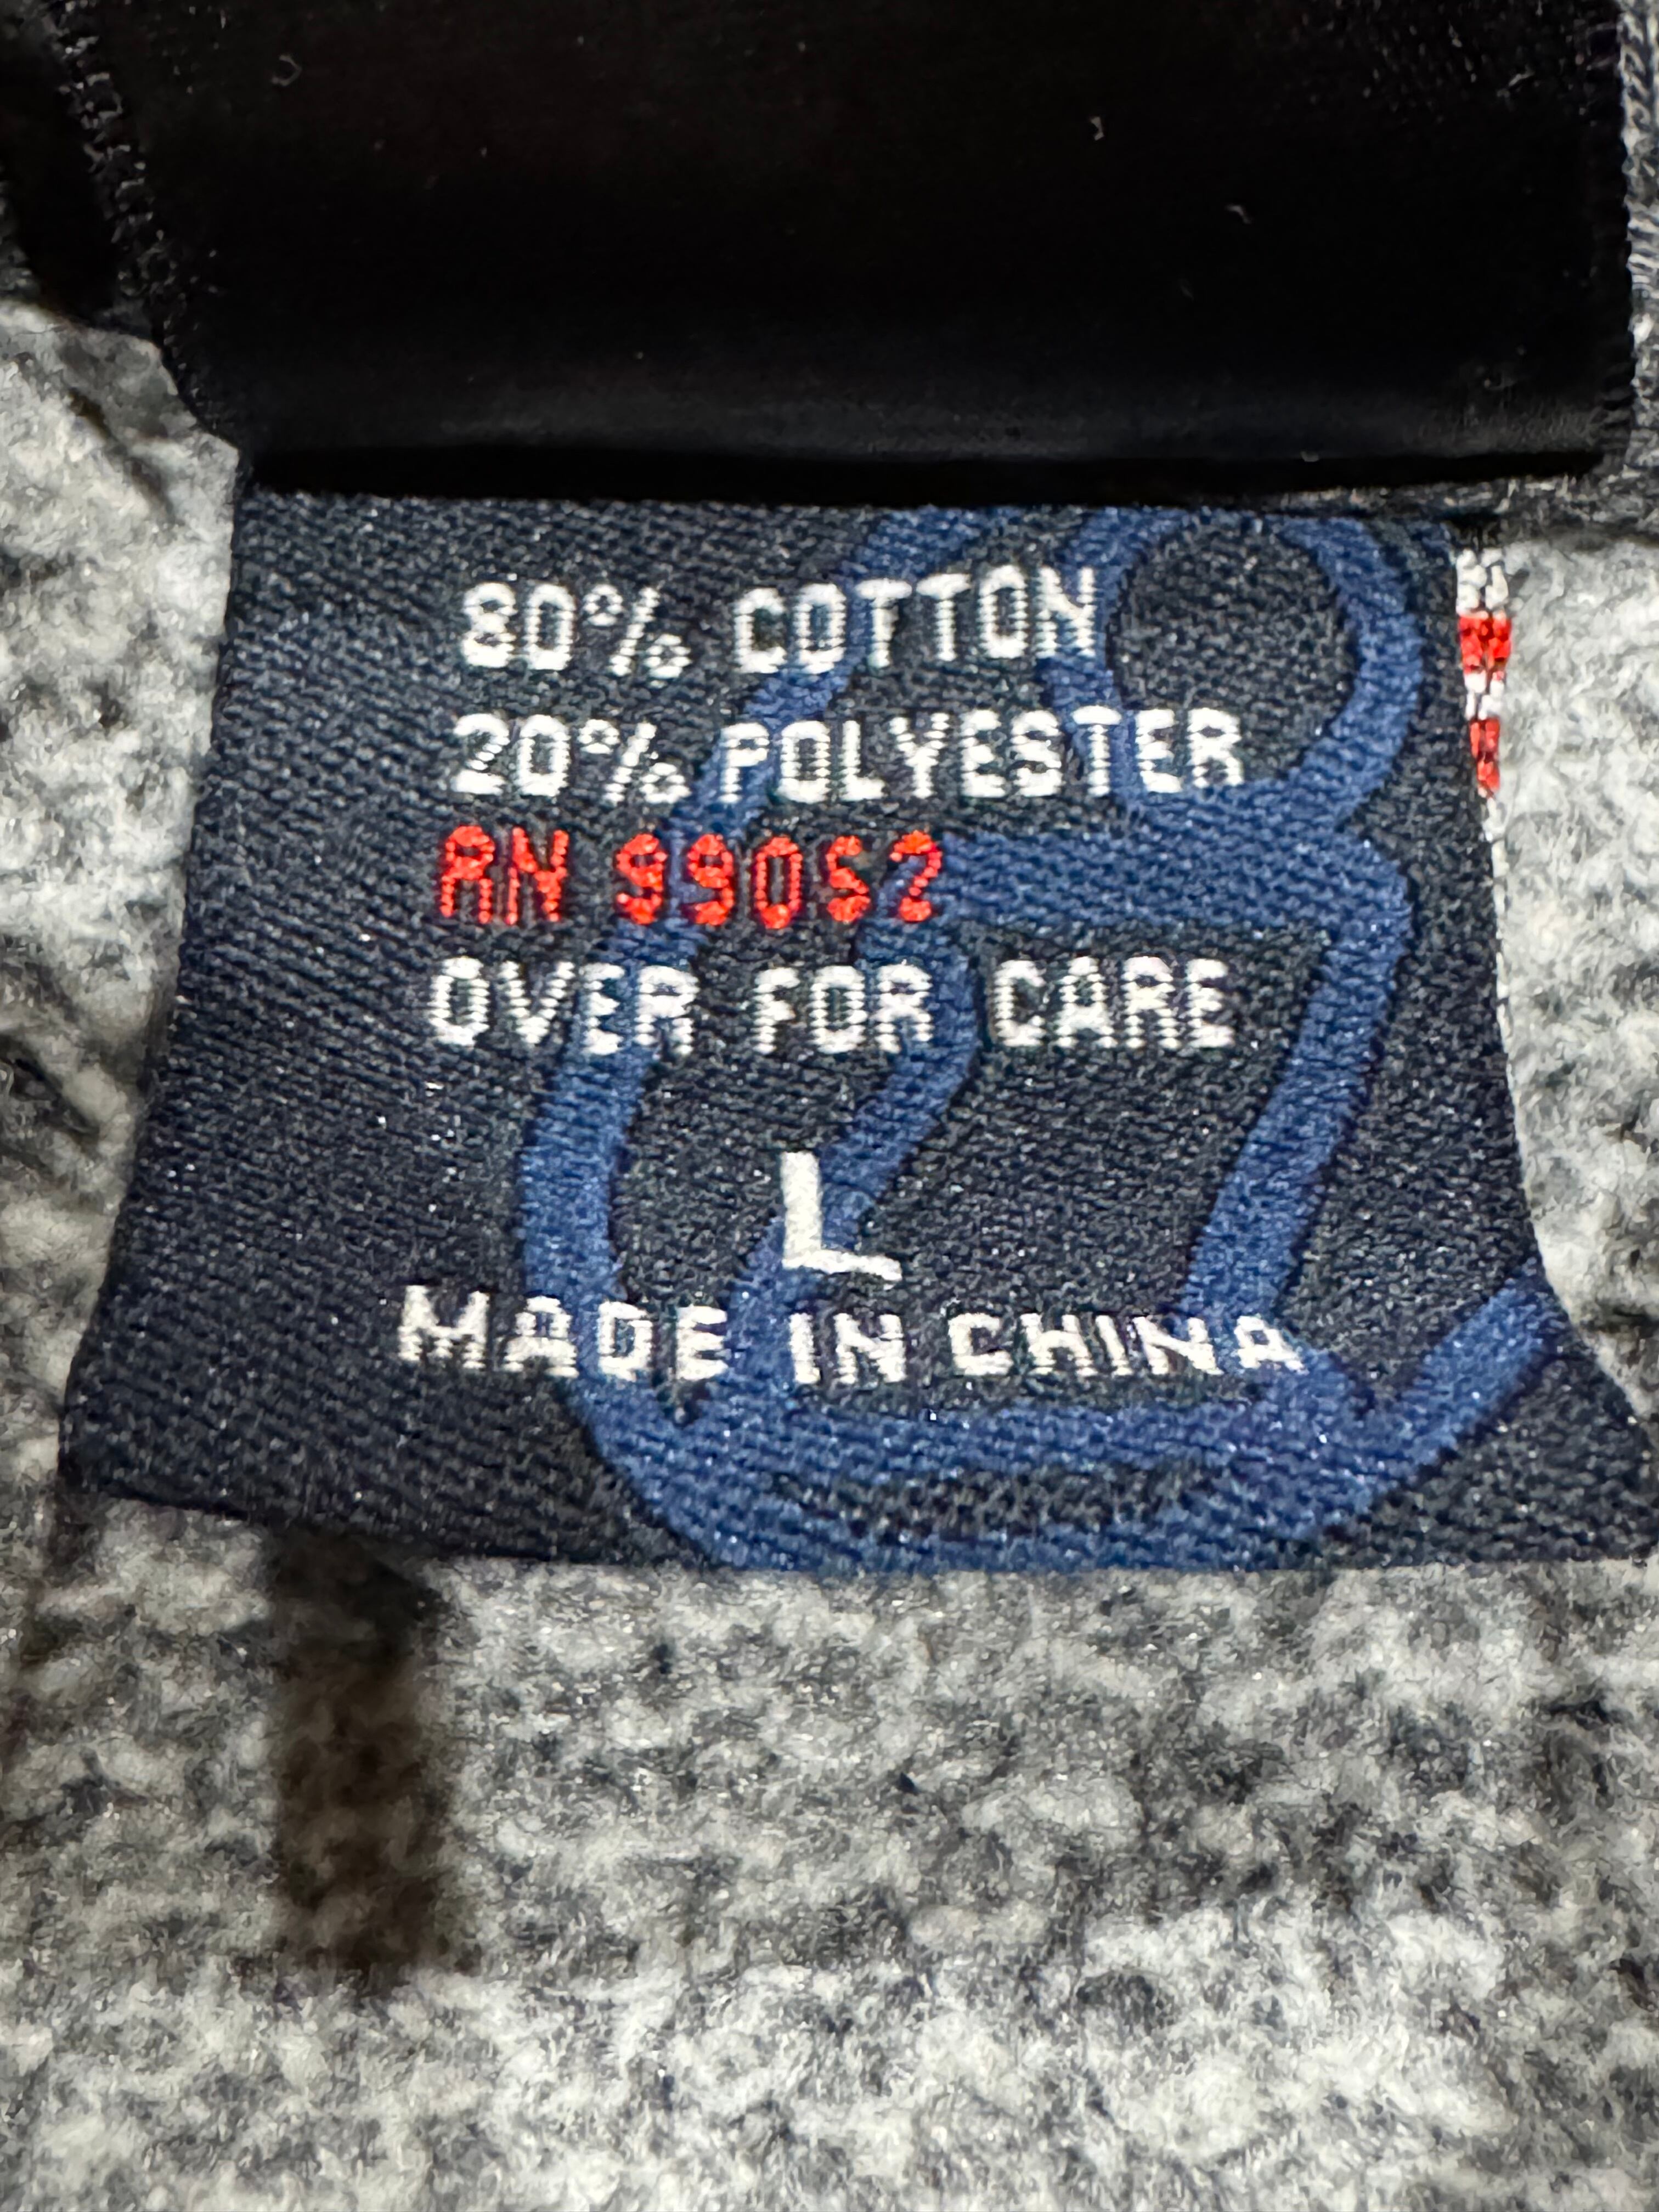 80% COTTON
20% POLYESTER
RN 99052
OVER FOR CARE
L
MADE IN CHINA